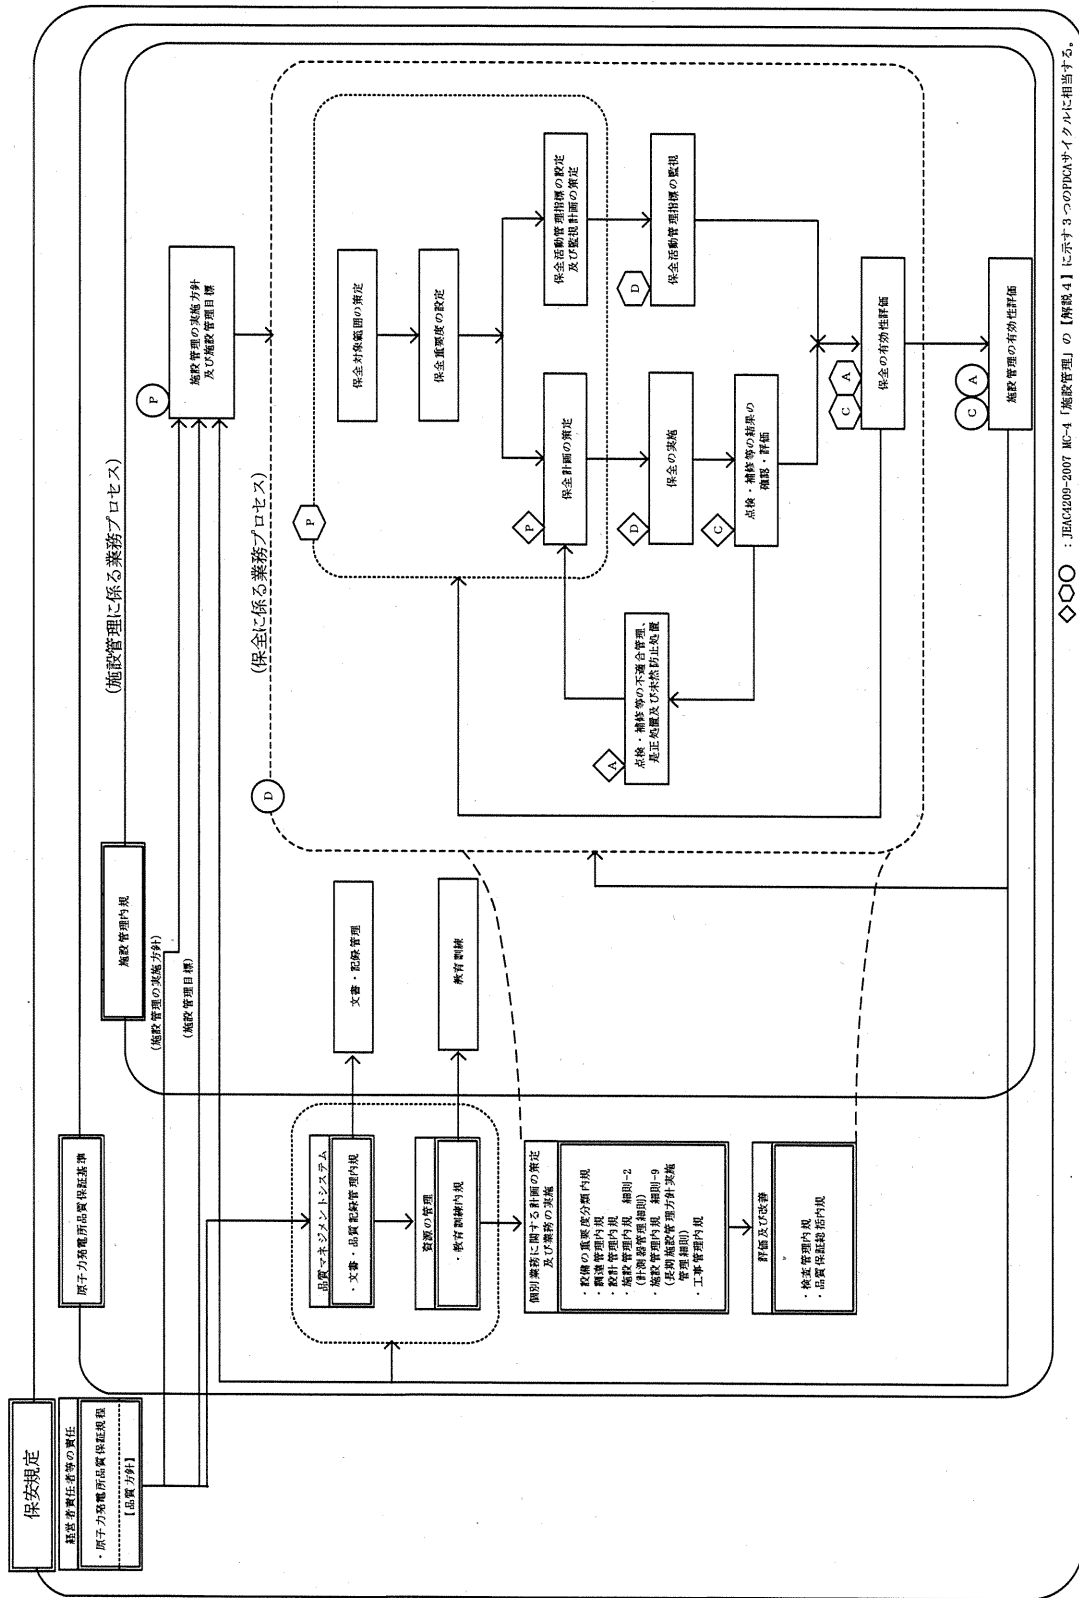 保安規定
経営者責任者等の責任
・原子力発電所品質保証規程
【品質方針】
原子力発電所品質保証基準
施設管理内規
(施設管理の実施方針)
(施設管理目標)
(施設管理に係る業務プロセス)
P
施設管理の実施方針
及び施設管理目標
品質マネジメントシステム
・文書・品質記録管理内規
文書・記録管理
資源の管理
・教育訓練内規
教育訓練
個別業務に関する計画の策定
及び業務の実施
・設備の重要度分類内規
・調達管理内規
・設計管理内規
・施設管理内規 細則-2
(計測器管理細則)
・施設管理内規 細則-9
(長期施設管理方針実施
管理細則)
・工事管理内規
評価及び改善
・検査管理内規
・品質保証総括内規
D
(保全に係る業務プロセス)
P
保全対象範囲の策定
保全重要度の設定
P
保全計画の策定
保全活動管理指標の設定
及び監視計画の策定
D
保全の実施
D
保全活動管理指標の監視
A
点検・補修等の不適合管理、
是正処置及び未然防止処置
C
点検・補修等の結果の
確認・評価
C
A
保全の有効性評価
C
A
施設管理の有効性評価
◇⬡○ : JEAC4209-2007 MC-4「施設管理」の【解説4】に示す3つのPDCAサイクルに相当する。